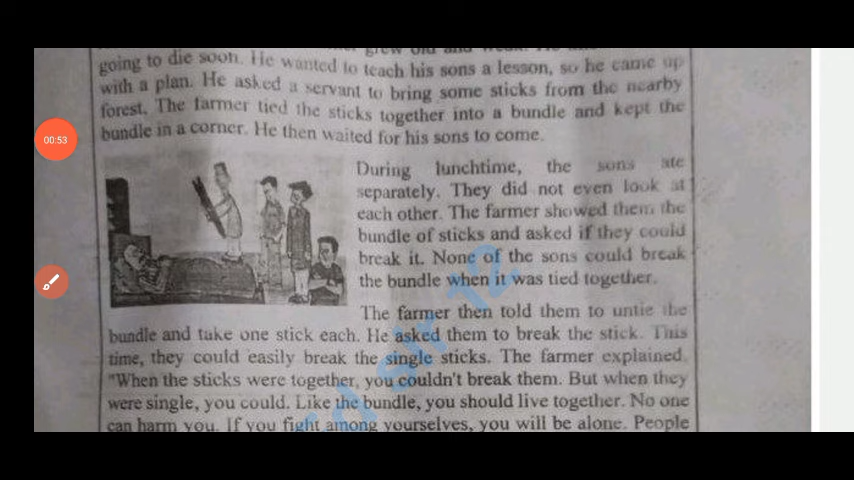 00:53
grew old and weak. He
going to die soon. He wanted to teach his sons a lesson, so he came up
with a plan. He asked a servant to bring some sticks from the nearby
forest. The farmer tied the sticks together into a bundle and kept the
bundle in a corner. He then waited for his sons to come.
During lunchtime, the sons ate
separately. They did not even look at
each other. The farmer showed them the
bundle of sticks and asked if they could
break it. None of the sons could break
the bundle when it was tied together.
The farmer then told them to untie the
bundle and take one stick each. He asked them to break the stick. This
time, they could easily break the single sticks. The farmer explained,
"When the sticks were together, you couldn't break them. But when they
were single, you could. Like the bundle, you should live together. No one
can harm you. If you fight among yourselves, you will be alone. People